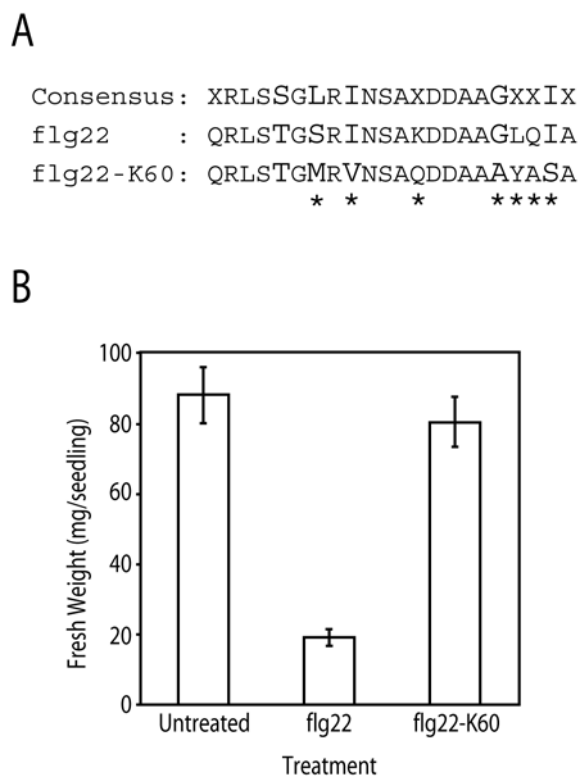 A
Consensus: XRLSSGLRINSAXDDAAGXXIX
flg22 : QRLSTGSRINSAKDDAAGLQIA
flg22-K60: QRLSTGMRVNSAQDDAAAYASA
* * * ****
B
100
80
60
40
20
0
Fresh Weight (mg/seedling)
Untreated flg22 flg22-K60
Treatment